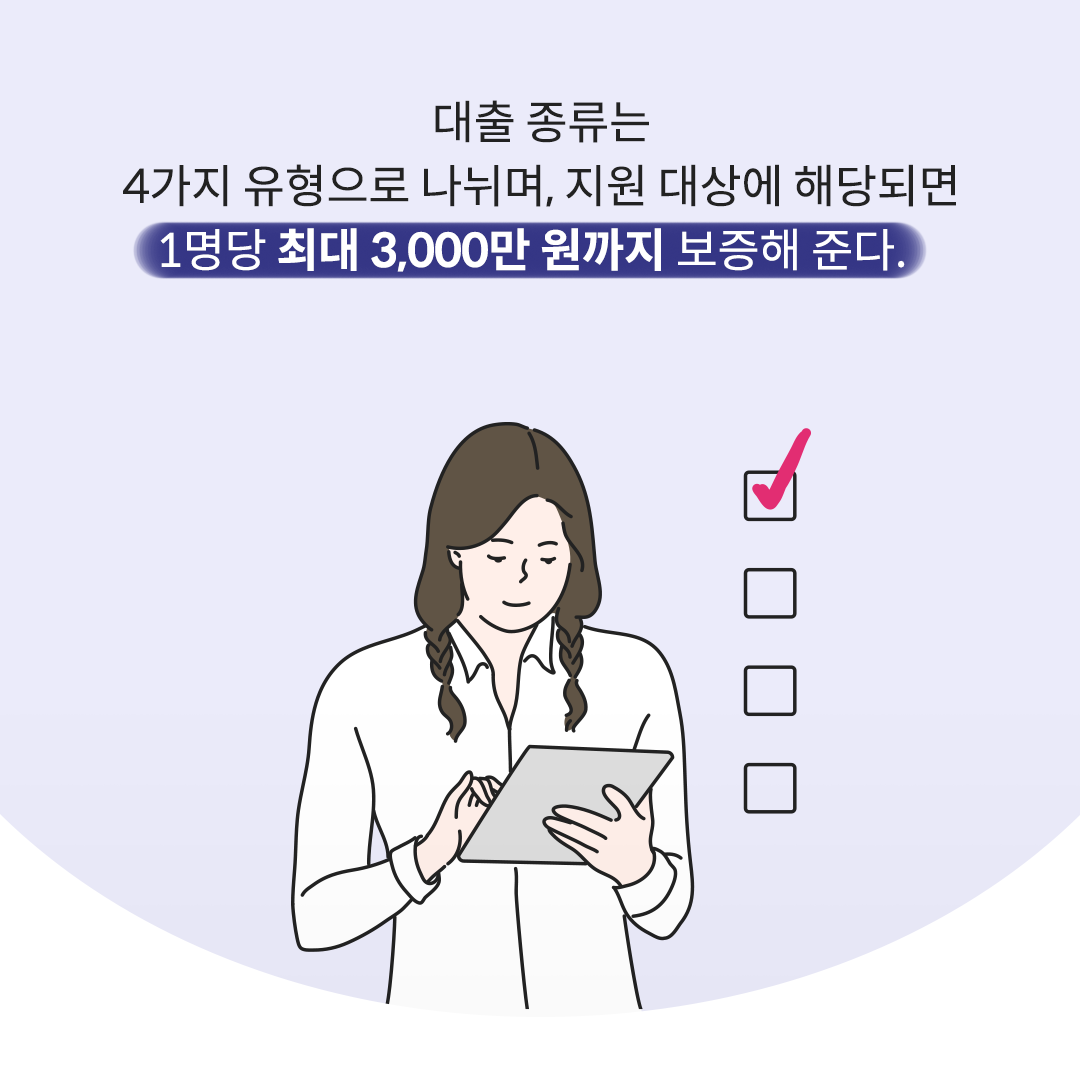 대출 종류는
4가지 유형으로 나뉘며, 지원 대상에 해당되면
1명당 최대 3,000만 원까지 보증해 준다.